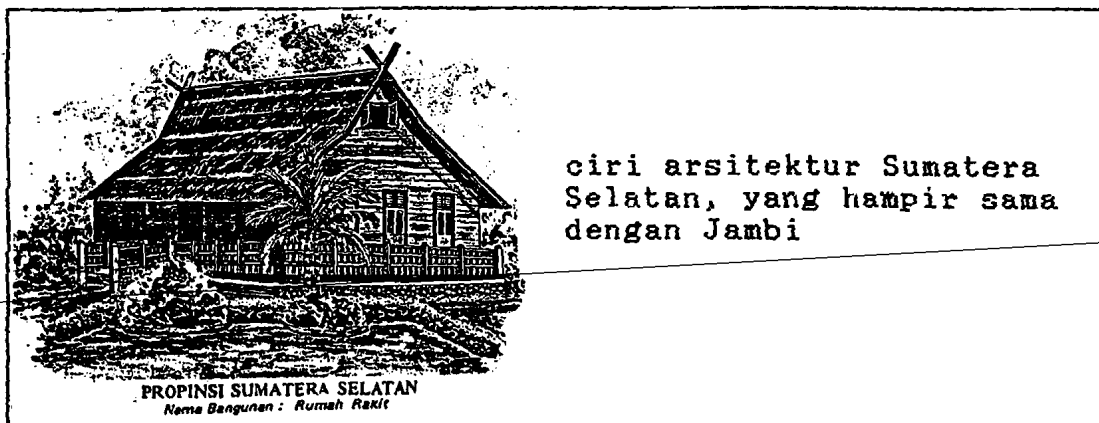 ciri arsitektur Sumatera
Selatan, yang hampir sama
dengan Jambi
PROPINSI SUMATERA SELATAN
Nama Bangunan : Rumah Rakit